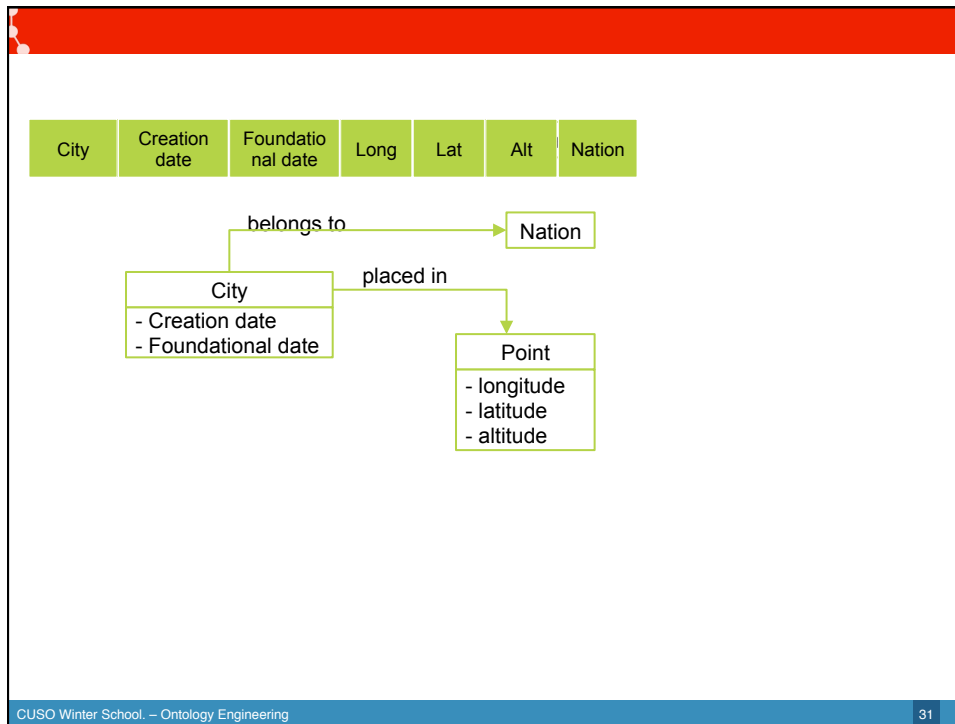 City
Creation
date
Foundatio
nal date
Long
Lat
Alt
Nation
belongs to
Nation
City
placed in
- Creation date
- Foundational date
Point
- longitude
- latitude
- altitude
CUSO Winter School. – Ontology Engineering
31